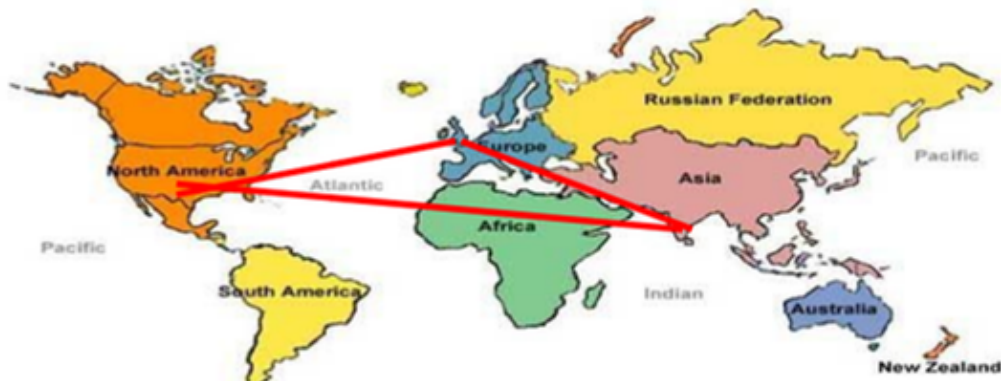 Russian Federation
Europe
Pacific
North America
Atlantic
Asia
Africa
Pacific
South America
Indian
Australia
New Zealand